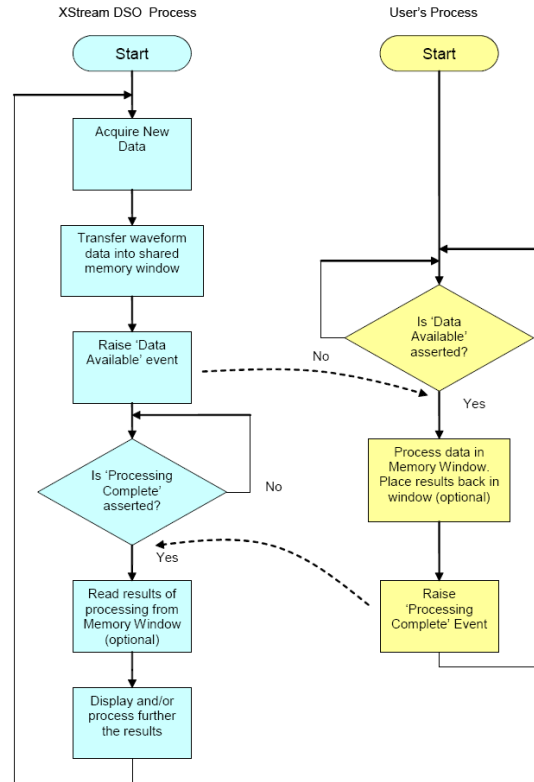 XStream DSO Process
Start
Acquire New
Data
Transfer waveform
data into shared
memory window
Raise ‘Data
Available’ event
Is ‘Processing
Complete’
asserted?
No
Yes
Read results of
processing from
Memory Window
(optional)
Display and/or
process further
the results
User's Process
Start
Is ‘Data
Available’
asserted?
No
Yes
Process data in
Memory Window.
Place results back in
window (optional)
Raise
‘Processing
Complete’ Event